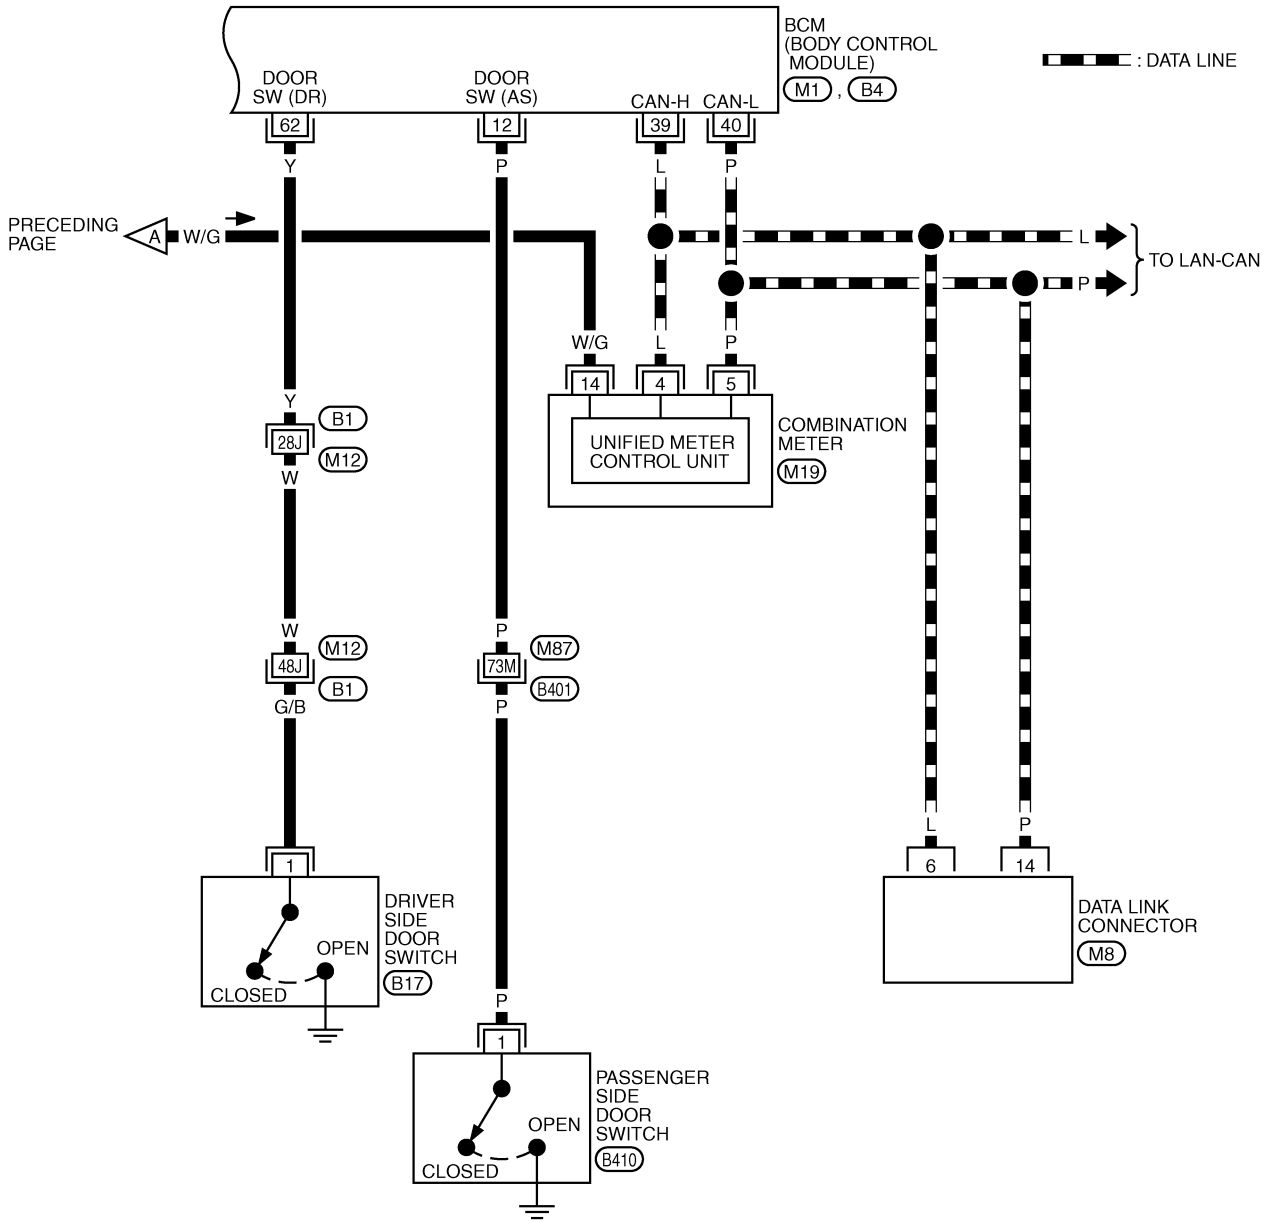 BCM
(BODY CONTROL
MODULE)
M1 , B4
: DATA LINE
DOOR
SW (DR)
DOOR
SW (AS)
CAN-H
CAN-L
62
12
39
40
Y
P
L
P
PRECEDING
PAGE
A
W/G
L
P
TO LAN-CAN
W/G
L
P
14
4
5
UNIFIED METER
CONTROL UNIT
COMBINATION
METER
M19
Y
B1
28J
M12
W
W
M12
48J
B1
G/B
P
M87
73M
B401
P
L
P
6
14
DATA LINK
CONNECTOR
M8
1
DRIVER
SIDE
DOOR
SWITCH
B17
OPEN
CLOSED
P
1
PASSENGER
SIDE
DOOR
SWITCH
B410
OPEN
CLOSED